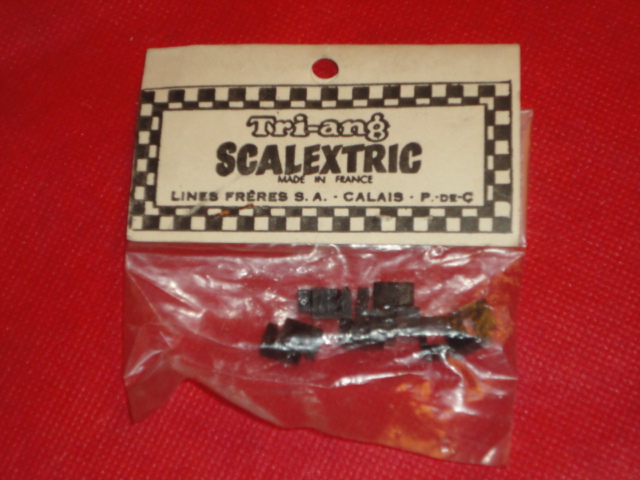 Tri-ang
SCALEXTRIC
MADE IN FRANCE
LINES FRÈRES S.A. · CALAIS · P.-DE-C